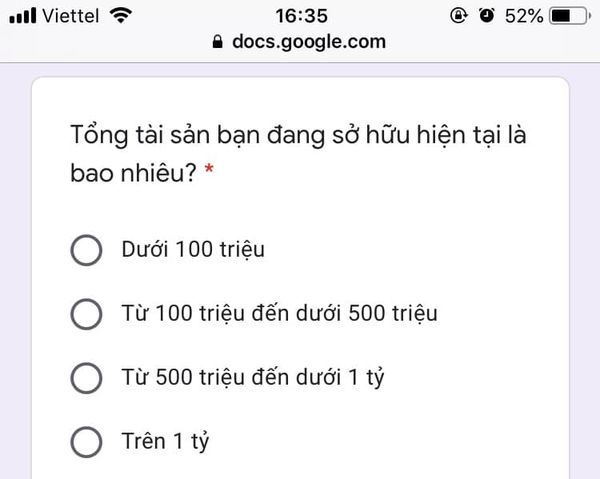 Viettel 16:35 52%
docs.google.com
Tổng tài sản bạn đang sở hữu hiện tại là
bao nhiêu? *
Dưới 100 triệu
Từ 100 triệu đến dưới 500 triệu
Từ 500 triệu đến dưới 1 tỷ
Trên 1 tỷ